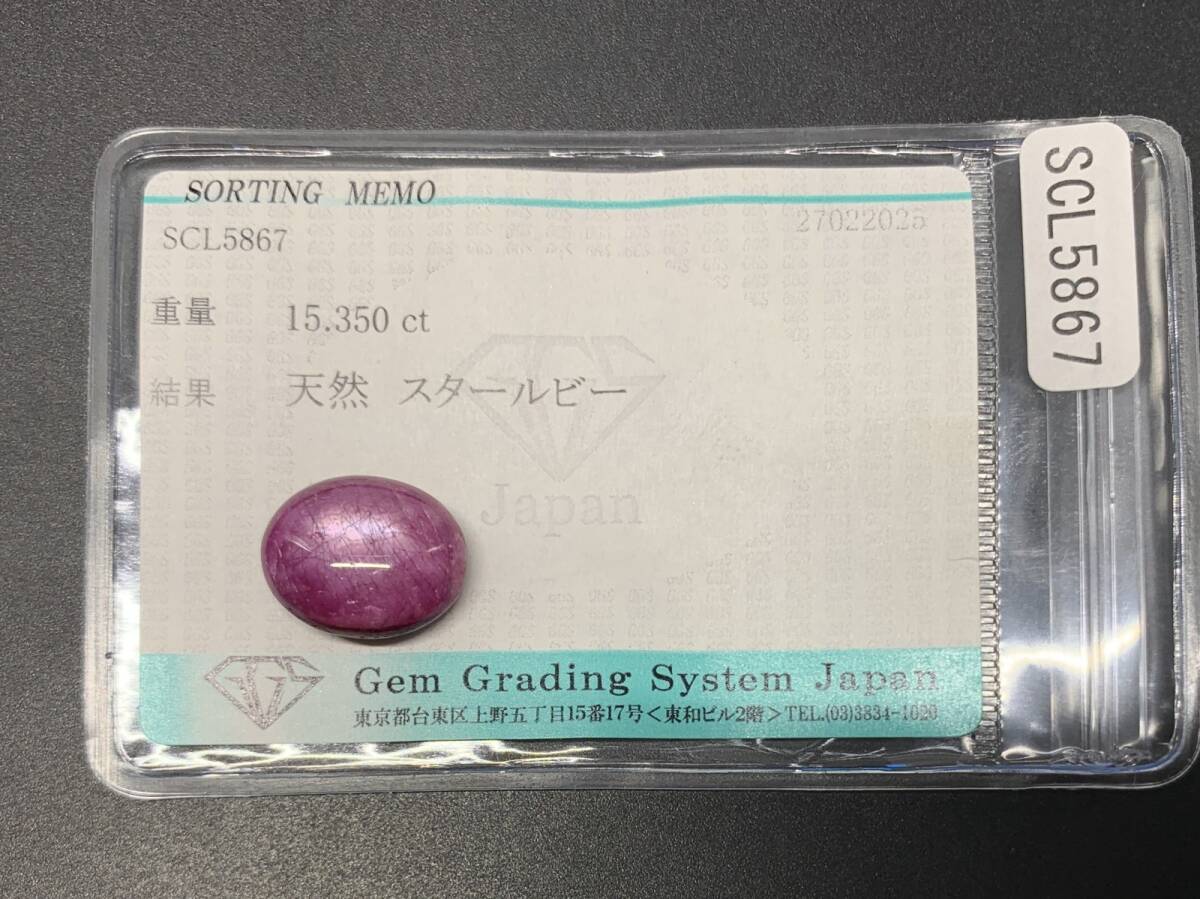 SORTING MEMO
SCL5867
27022025
重量 15.350 ct
結果 天然 スタールビー
Japan
Gem Grading System Japan
東京都台東区上野五丁目15番17号<東和ビル2階>TEL.(03)3834-1020
SCL5867